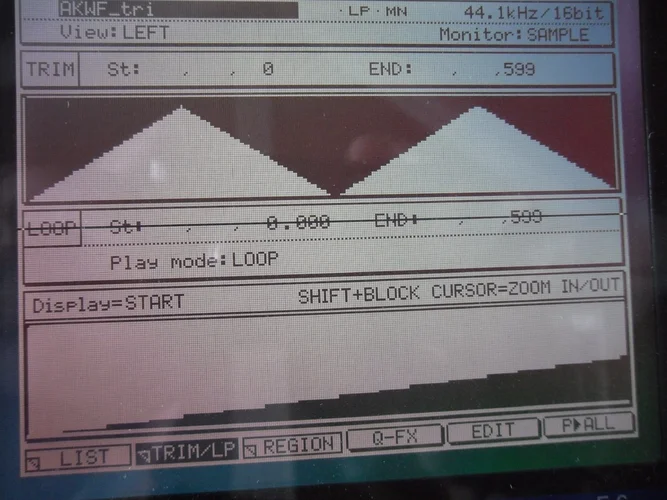 AKWF_tri · LP · MN 44.1kHz/16bit
View:LEFT Monitor:SAMPLE
TRIM St: , , 0 END: , ,599
LOOP St: , , 0.000 END: , ,599
Play mode:LOOP
Display=START SHIFT+BLOCK CURSOR=ZOOM IN/OUT
LIST TRIM/LP REGION Q-FX EDIT P▶ALL